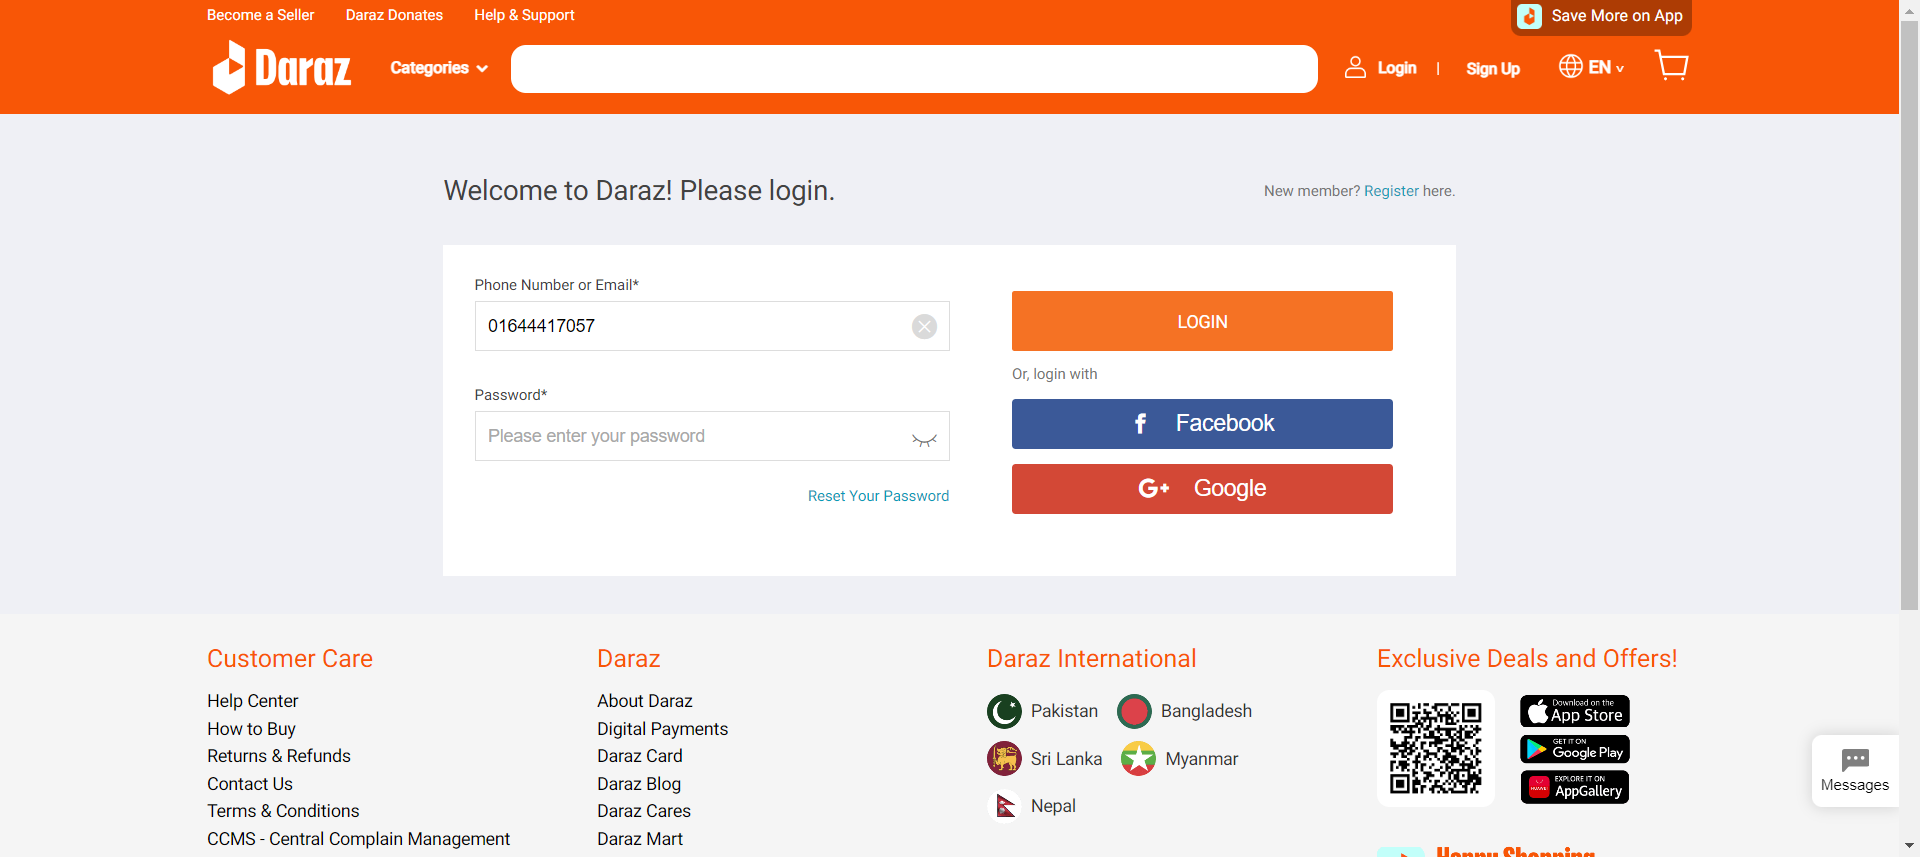 Become a Seller
Daraz Donates
Help & Support
Save More on App
Daraz
Categories
Login
|
Sign Up
EN
Welcome to Daraz! Please login.
New member? Register here.
Phone Number or Email*
01644417057
Password*
Please enter your password
Reset Your Password
LOGIN
Or, login with
f Facebook
G+ Google
Customer Care
Help Center
How to Buy
Returns & Refunds
Contact Us
Terms & Conditions
CCMS - Central Complain Management
Daraz
About Daraz
Digital Payments
Daraz Card
Daraz Blog
Daraz Cares
Daraz Mart
Daraz International
Pakistan
Bangladesh
Sri Lanka
Myanmar
Nepal
Exclusive Deals and Offers!
Download on the
App Store
GET IT ON
Google Play
EXPLORE IT ON
AppGallery
HUAWEI
Messages
Happy Shopping